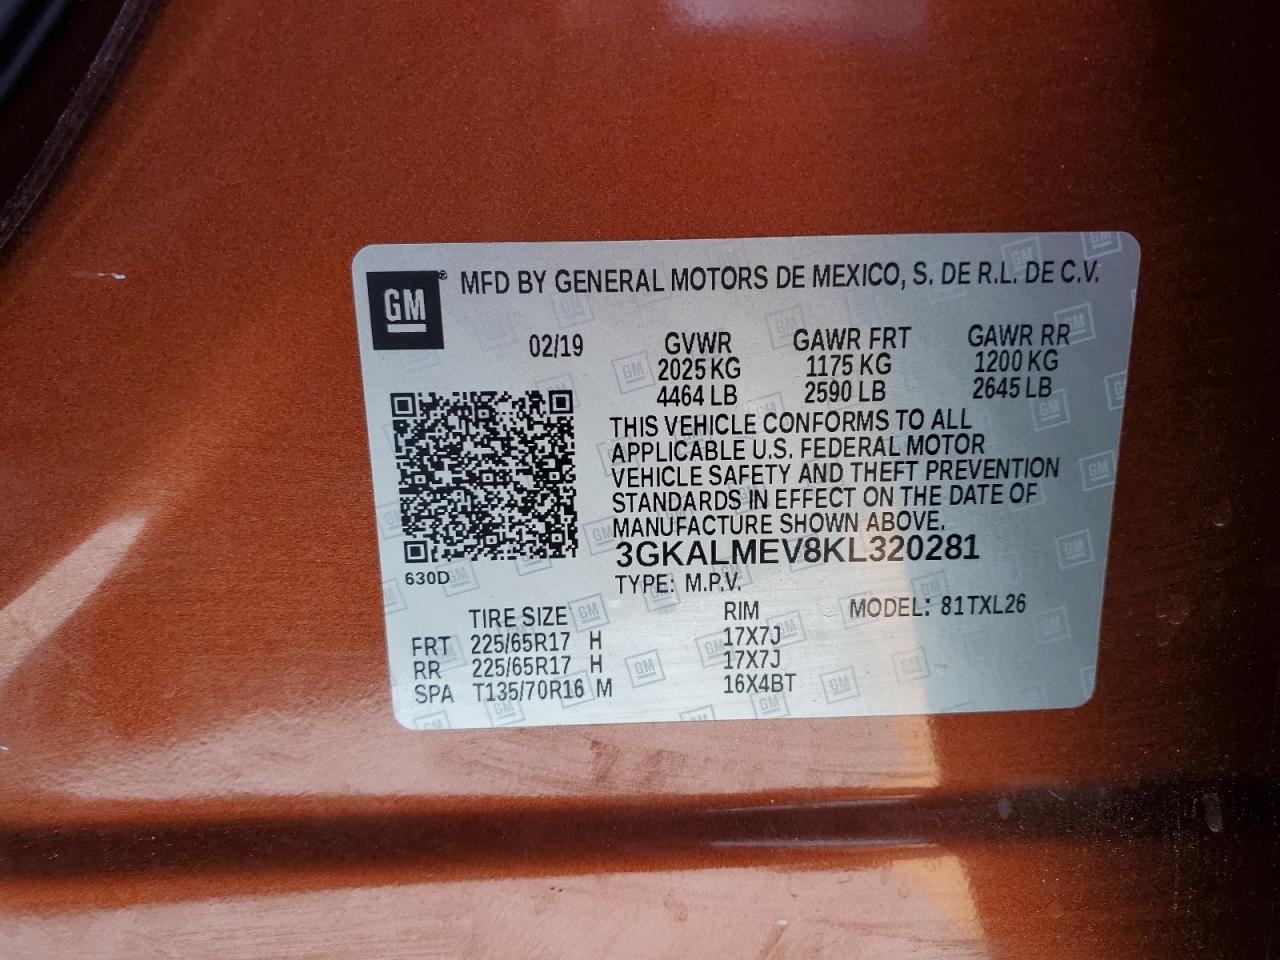 GM® MFD BY GENERAL MOTORS DE MEXICO, S. DE R.L. DE C.V.
02/19 GVWR GAWR FRT GAWR RR
2025 KG 1175 KG 1200 KG
4464 LB 2590 LB 2645 LB
THIS VEHICLE CONFORMS TO ALL
APPLICABLE U.S. FEDERAL MOTOR
VEHICLE SAFETY AND THEFT PREVENTION
STANDARDS IN EFFECT ON THE DATE OF
MANUFACTURE SHOWN ABOVE.
3GKALMEV8KL320281
630D
TYPE: M.P.V.
TIRE SIZE RIM MODEL: 81TXL26
FRT 225/65R17 H 17X7J
RR 225/65R17 H 17X7J
SPA T135/70R16 M 16X4BT